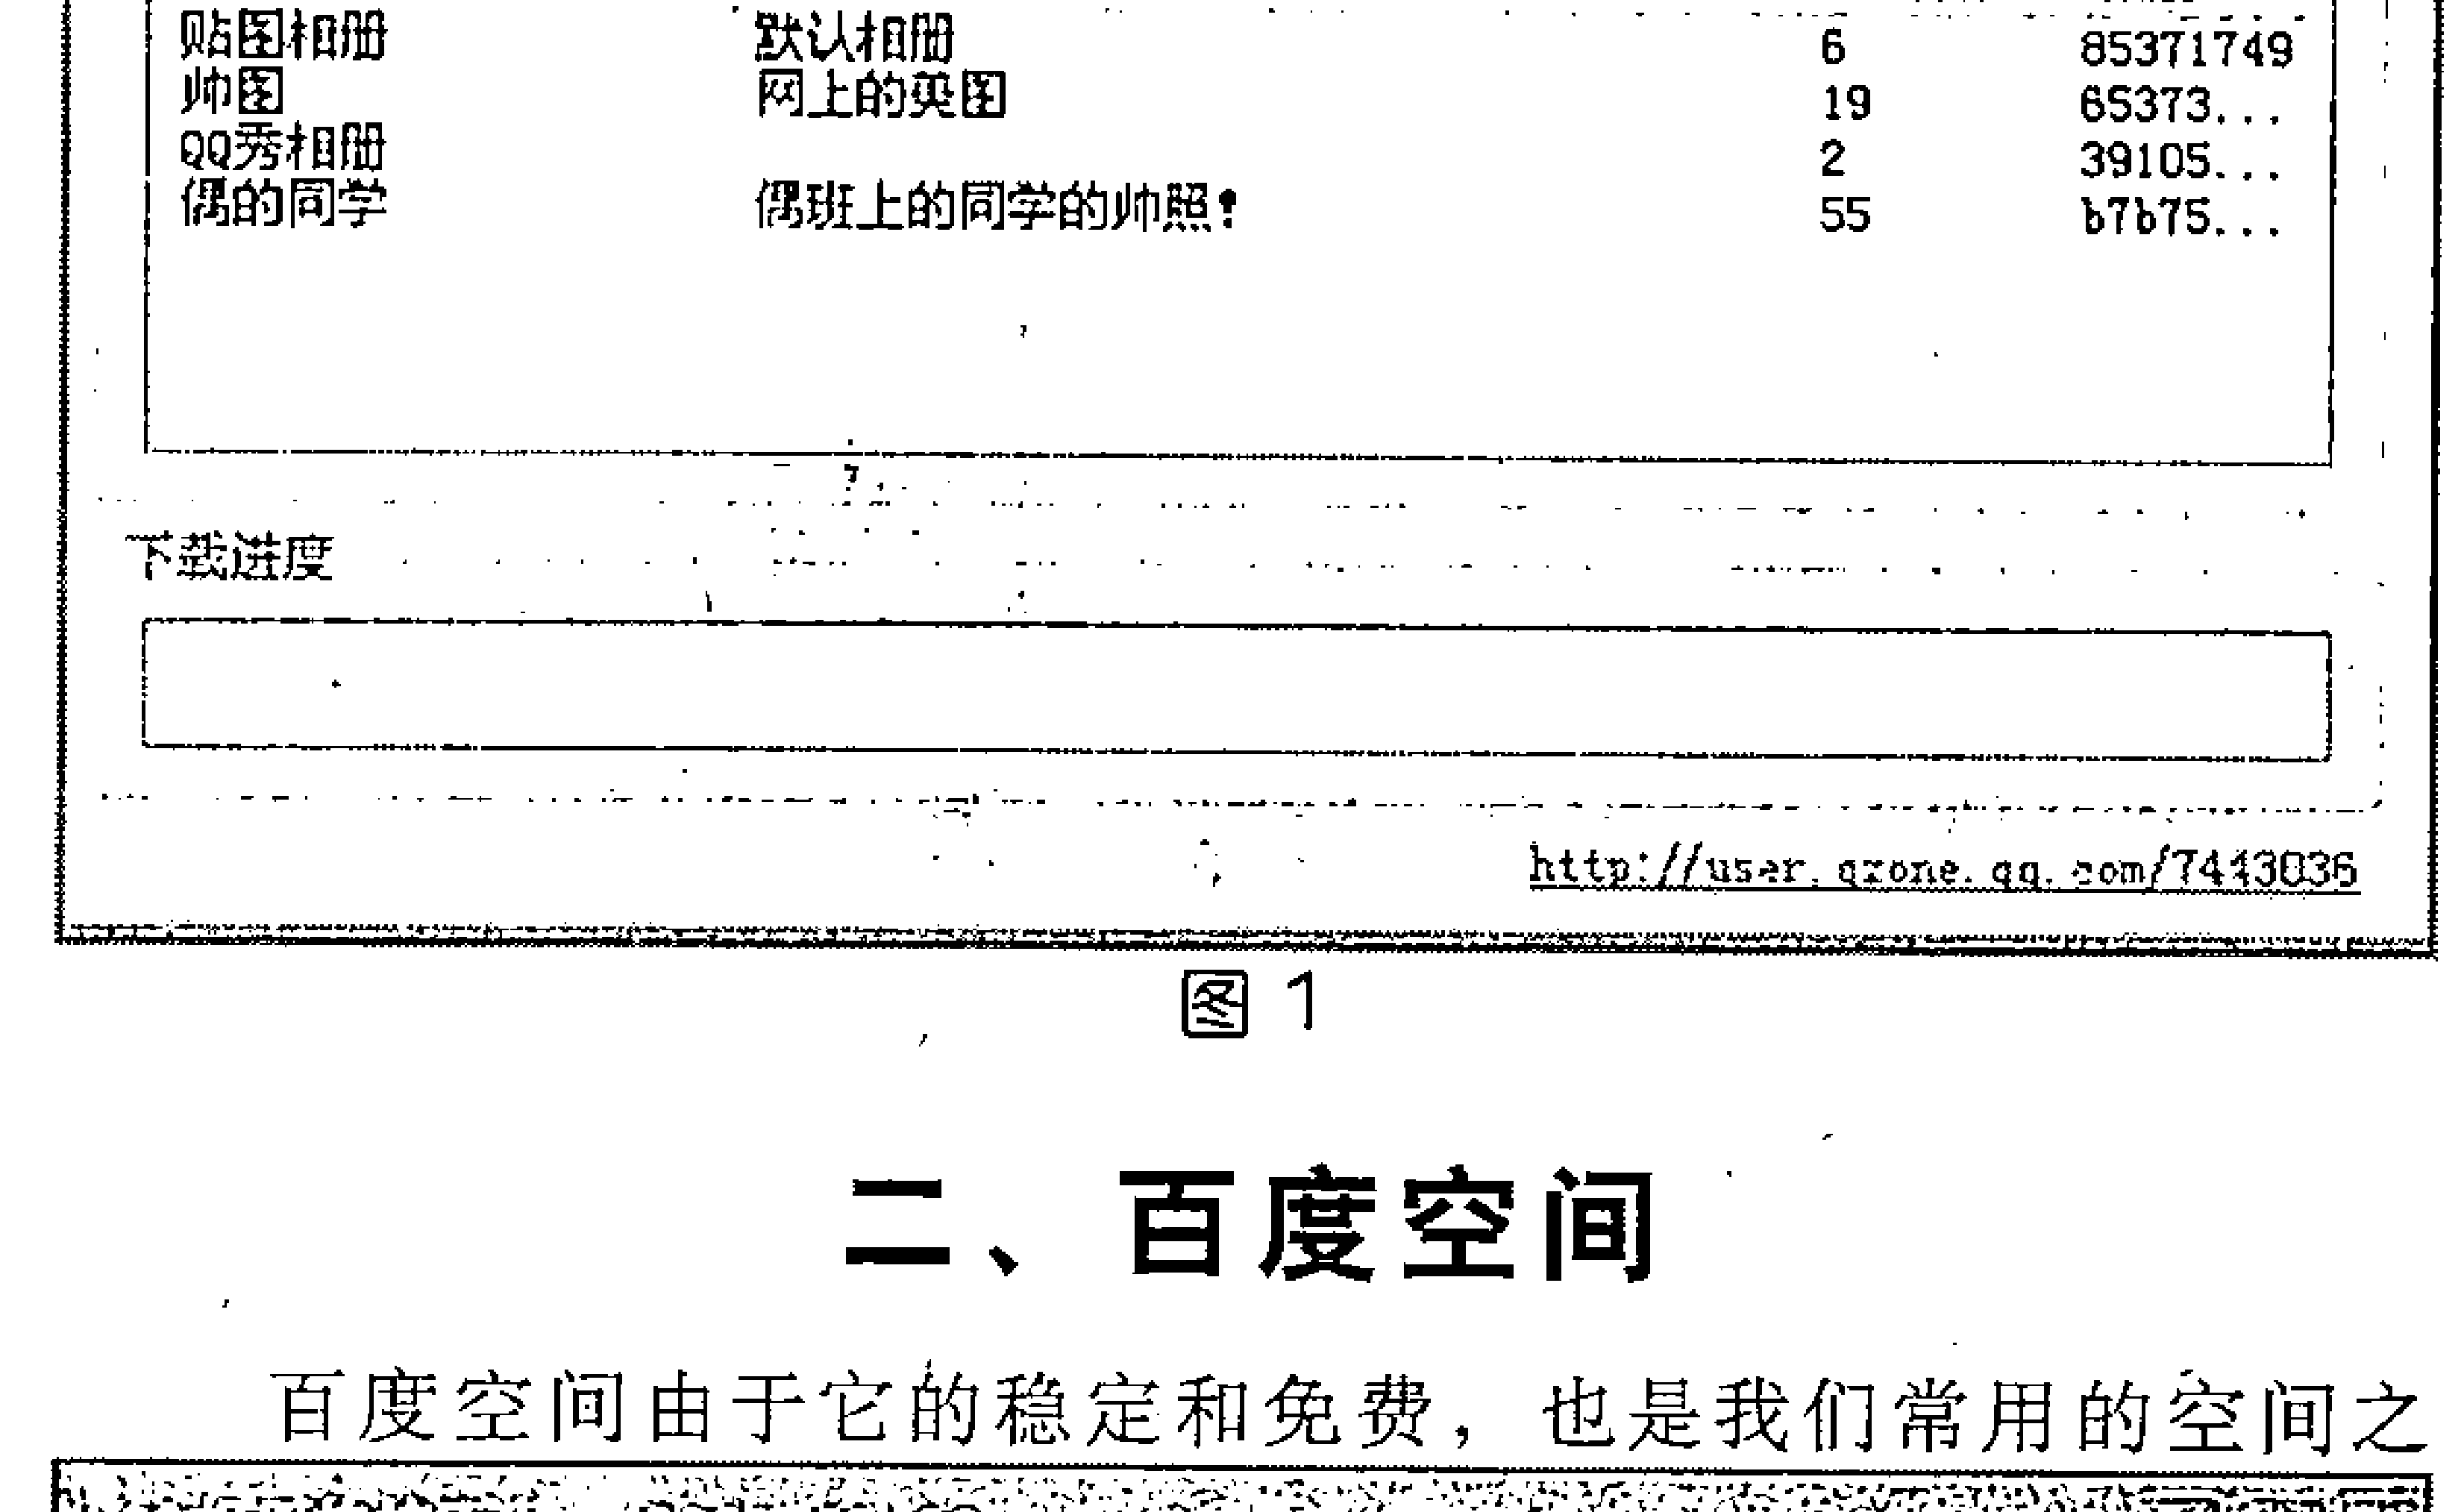 贴图相册 默认相册 6 85371749
帅图 网上的美图 19 65373...
QQ秀相册 2 39105...
偶的同学 偶班上的同学的帅照! 55 b7b75...
下载进度
http://user.qzone.qq.com/7443036
图 1
二、百度空间
百度空间由于它的稳定和免费，也是我们常用的空间之